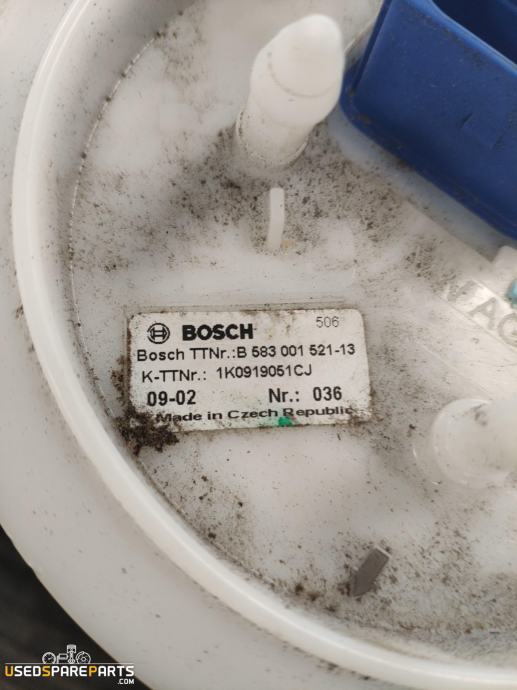 BOSCH 506
Bosch TTNr.:B 583 001 521-13
K-TTNr.: 1K0919051CJ
09-02 Nr.: 036
Made in Czech Republic
USEDSPAREPARTS
.COM